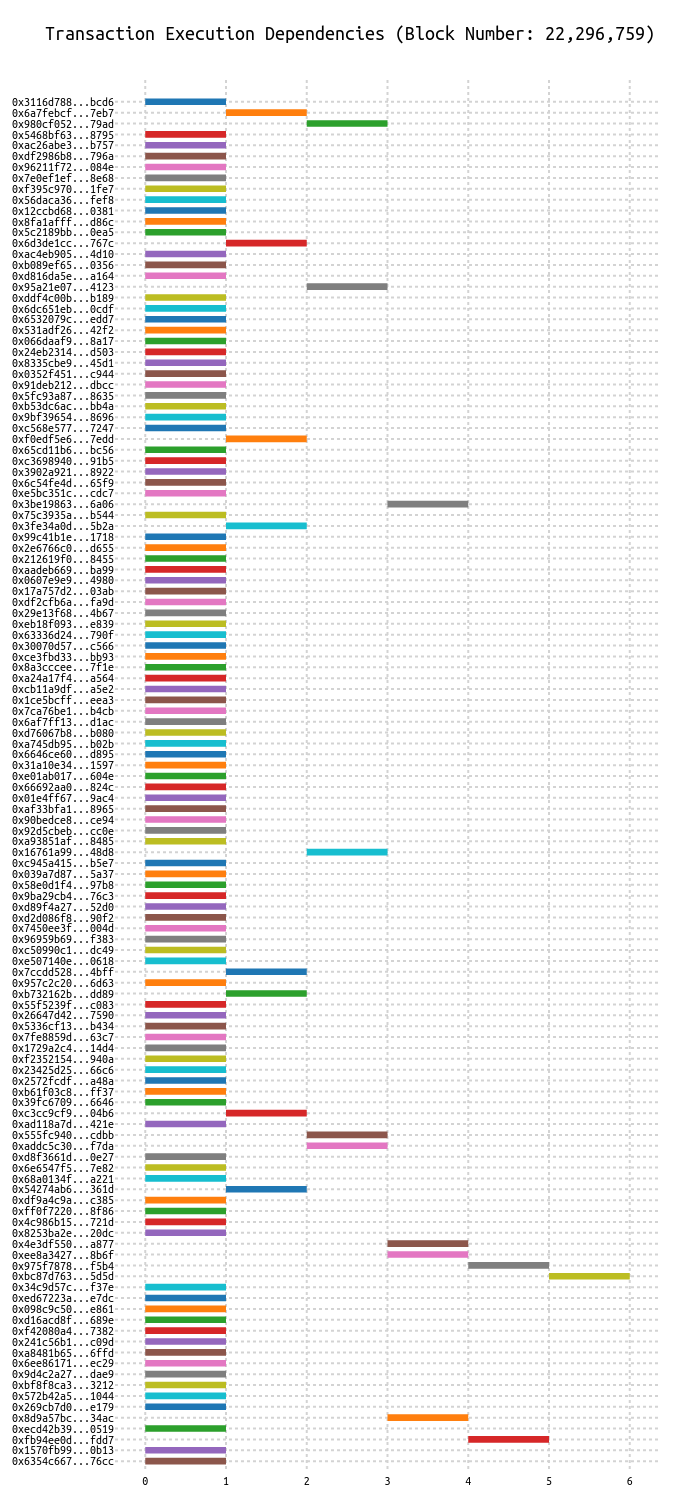 Transaction Execution Dependencies (Block Number: 22,296,759)
0x3116d788...bcd6
0x6a7febcf...7eb7
0x980cf052...79ad
0x5468bf63...8795
0xac26abe3...b757
0xdf2986b8...796a
0x96211f72...084e
0x7e0ef1ef...8e68
0xf395c970...1fe7
0x56daca36...fef8
0x12ccbd68...0381
0x8fa1afff...d86c
0x5c2189bb...0ea5
0x6d3de1cc...767c
0xac4eb905...4d10
0xb089ef65...0356
0xd816da5e...a164
0x95a21e07...4123
0xddf4c00b...b189
0x6dc651eb...0cdf
0x6532079c...edd7
0x531adf26...42f2
0x066daaf9...8a17
0x24eb2314...d503
0x8335cbe9...45d1
0x0352f451...c944
0x91deb212...dbcc
0x5fc93a87...8635
0xb53dc6ac...bb4a
0x9bf39654...8696
0xc568e577...7247
0xf0edf5e6...7edd
0x65cd11b6...bc56
0xc3698940...91b5
0x3902a921...8922
0x6c54fe4d...65f9
0xe5bc351c...cdc7
0x3be19863...6a06
0x75c3935a...b544
0x3fe34a0d...5b2a
0x99c41b1e...1718
0x2e6766c0...d655
0x212619f0...8455
0xaadeb669...ba99
0x0607e9e9...4980
0x17a757d2...03ab
0xdf2cfb6a...fa9d
0x29e13f68...4b67
0xeb18f093...e839
0x63336d24...790f
0x30070d57...c566
0xce3fbd33...bb93
0x8a3cccee...7f1e
0xa24a17f4...a564
0xcb11a9df...a5e2
0x1ce5bcff...eea3
0x7ca76be1...b4cb
0x6af7ff13...d1ac
0xd76067b8...b080
0xa745db95...b02b
0x6646ce60...d895
0x31a10e34...1597
0xe01ab017...604e
0x66692aa0...824c
0x01e4ff67...9ac4
0xaf33bfa1...8965
0x90bedce8...ce94
0x92d5cbeb...cc0e
0xa93851af...8485
0x16761a99...48d8
0xc945a415...b5e7
0x039a7d87...5a37
0x58e0d1f4...97b8
0x9ba29cb4...76c3
0xd89f4a27...52d0
0xd2d086f8...90f2
0x7450ee3f...004d
0x96959b69...f383
0xc50990c1...dc49
0xe507140e...0618
0x7ccdd528...4bff
0x957c2c20...6d63
0xb732162b...dd89
0x55f5239f...c083
0x26647d42...7590
0x5336cf13...b434
0x7fe8859d...63c7
0x1729a2c4...14d4
0xf2352154...940a
0x23425d25...66c6
0x2572fcdf...a48a
0xb61f03c8...ff37
0x39fc6709...6646
0xc3cc9cf9...04b6
0xad118a7d...421e
0x555fc940...cdbb
0xaddc5c30...f7da
0xd8f3661d...0e27
0x6e6547f5...7e82
0x68a0134f...a221
0x54274ab6...361d
0xdf9a4c9a...c385
0xff0f7220...8f86
0x4c986b15...721d
0x8253ba2e...20dc
0x4e3df550...a877
0xee8a3427...8b6f
0x975f7878...f5b4
0xbc87d763...5d5d
0x34c9d57c...f37e
0xed67223a...e7dc
0x098c9c50...e861
0xd16acd8f...689e
0xf42080a4...7382
0x241c56b1...c09d
0xa8481b65...6ffd
0x6ee86171...ec29
0x9d4c2a27...dae9
0xbf8f8ca3...3212
0x572b42a5...1044
0x269cb7d0...e179
0x8d9a57bc...34ac
0xecd42b39...0519
0xfb94ee0d...fdd7
0x1570fb99...0b13
0x6354c667...76cc
0 1 2 3 4 5 6